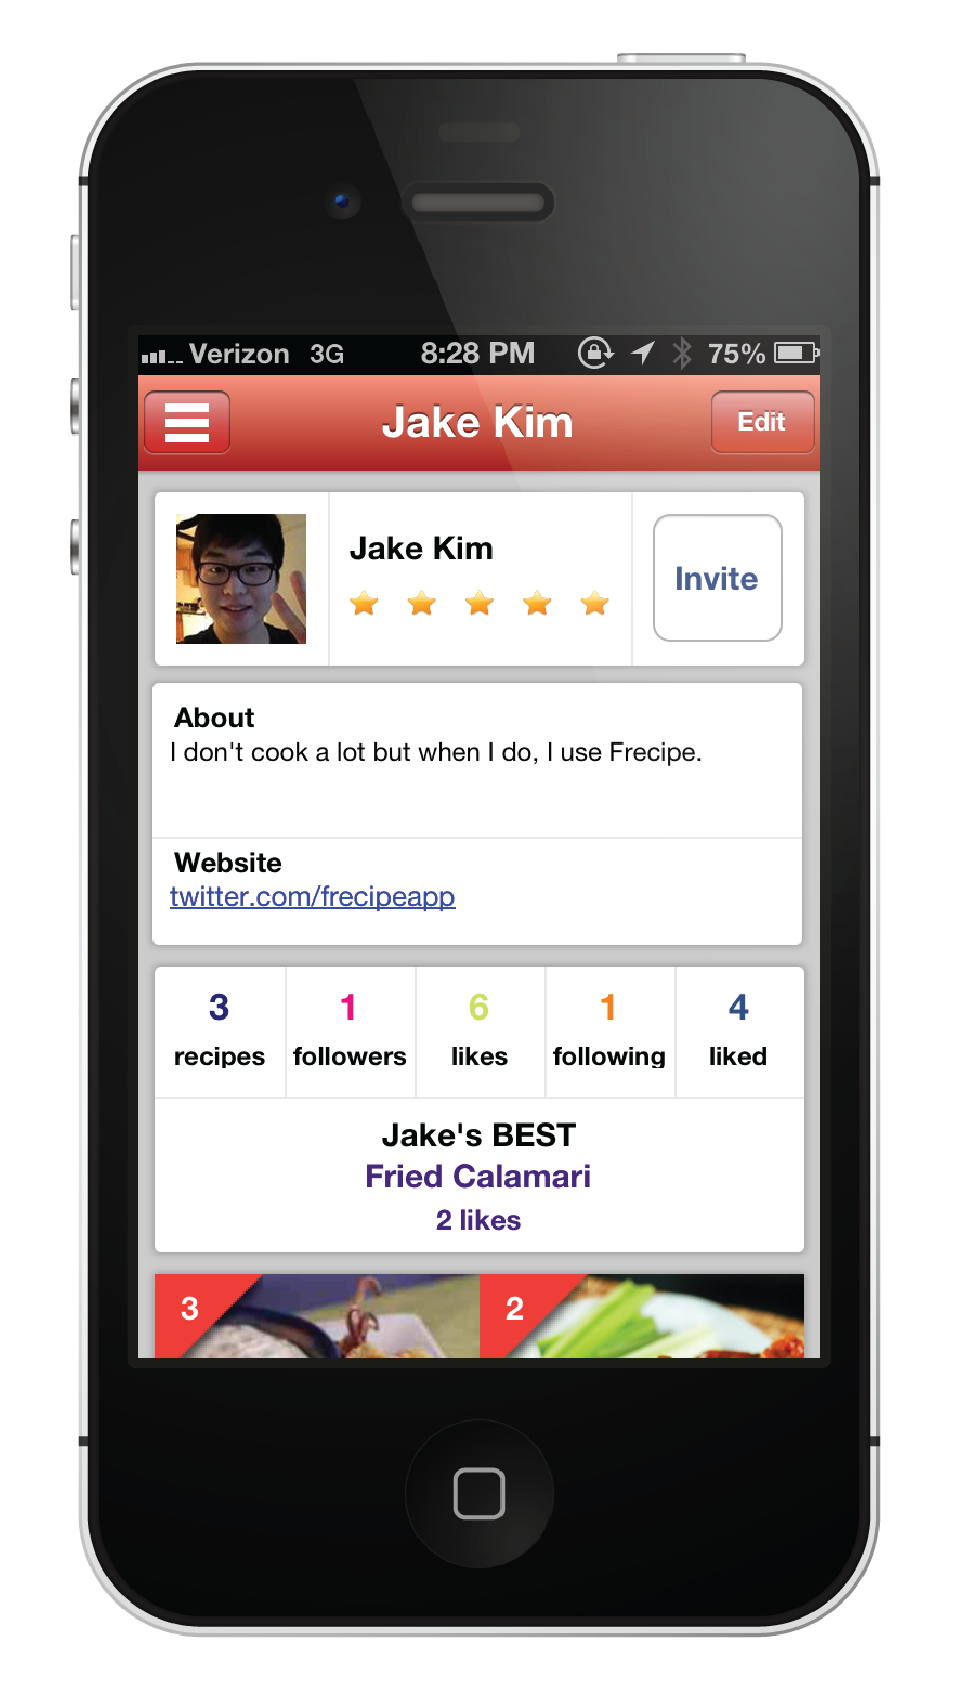 Verizon 3G 8:28 PM 75%
Jake Kim
Edit
Jake Kim
Invite
About
I don't cook a lot but when I do, I use Frecipe.
Website
twitter.com/frecipeapp
3 1 6 1 4
recipes followers likes following liked
Jake's BEST
Fried Calamari
2 likes
3 2